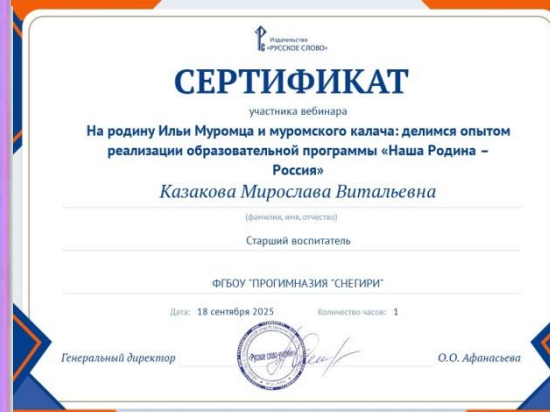 Издательство
«РУССКОЕ СЛОВО»
СЕРТИФИКАТ
участника вебинара
На родину Ильи Муромца и муромского калача: делимся опытом
реализации образовательной программы «Наша Родина –
Россия»
Казакова Мирослава Витальевна
(фамилия, имя, отчество)
Старший воспитатель
ФГБОУ "ПРОГИМНАЗИЯ "СНЕГИРИ"
Дата: 18 сентября 2025 Количество часов: 1
Генеральный директор О.О. Афанасьева